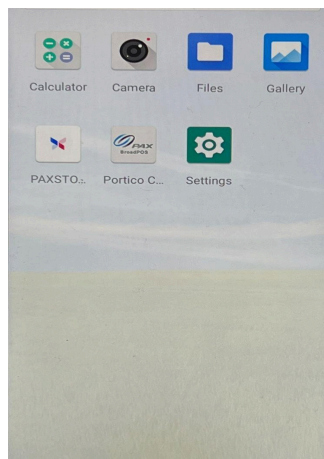 Calculator Camera Files Gallery
PAX
BroadPOS
PAXSTO... Portico C... Settings